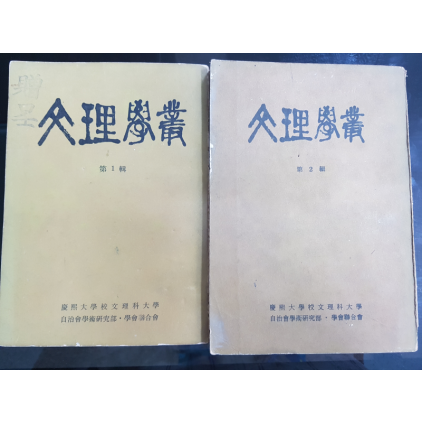 贈呈
文理學叢
第1輯
慶熙大學校文理科大學
自治會學術硏究部・學會聯合會
文理學叢
第2輯
慶熙大學校文理科大學
自治會學術硏究部・學會聯合會